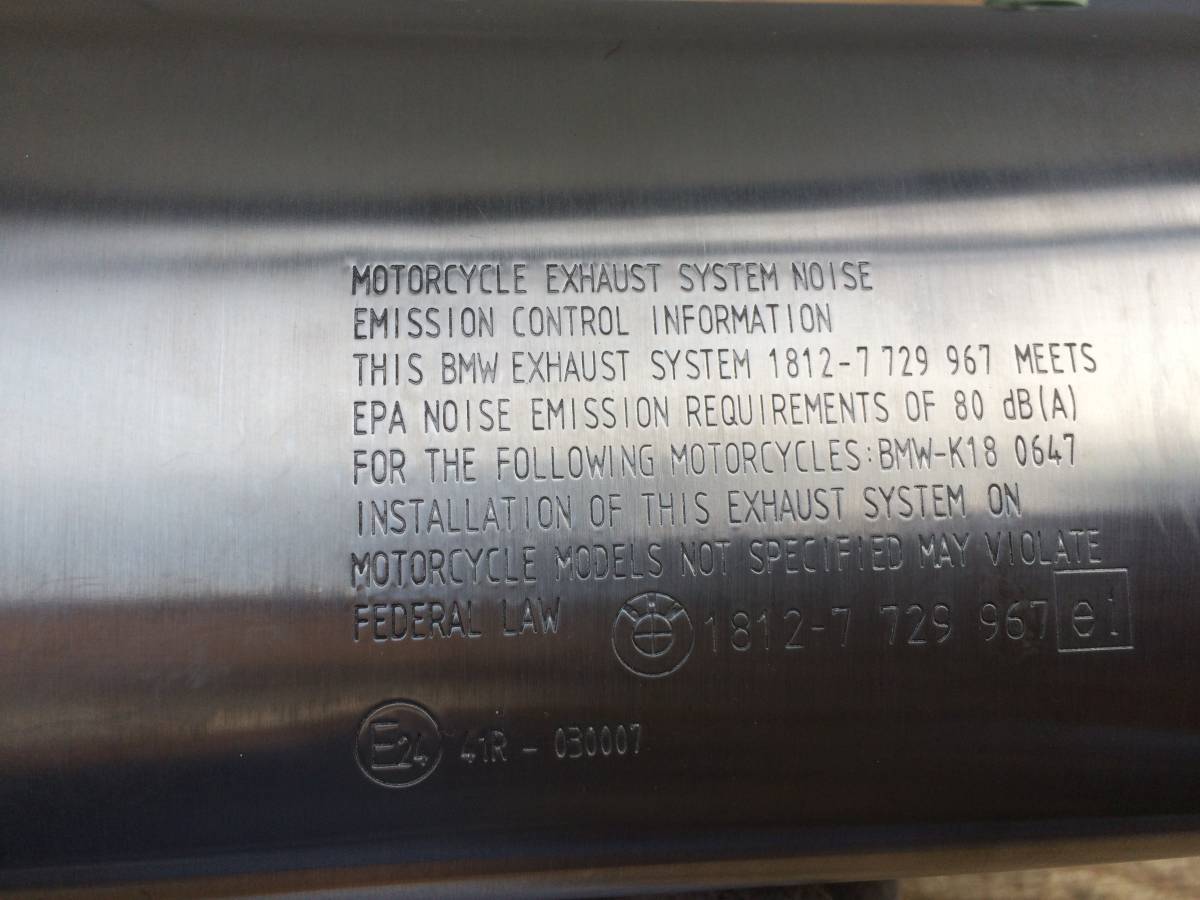 MOTORCYCLE EXHAUST SYSTEM NOISE
EMISSION CONTROL INFORMATION
THIS BMW EXHAUST SYSTEM 1812-7 729 967 MEETS
EPA NOISE EMISSION REQUIREMENTS OF 80 dB(A)
FOR THE FOLLOWING MOTORCYCLES:BMW-K18 0647
INSTALLATION OF THIS EXHAUST SYSTEM ON
MOTORCYCLE MODELS NOT SPECIFIED MAY VIOLATE
FEDERAL LAW
1812-7 729 967 e1
E24 41R - 030007